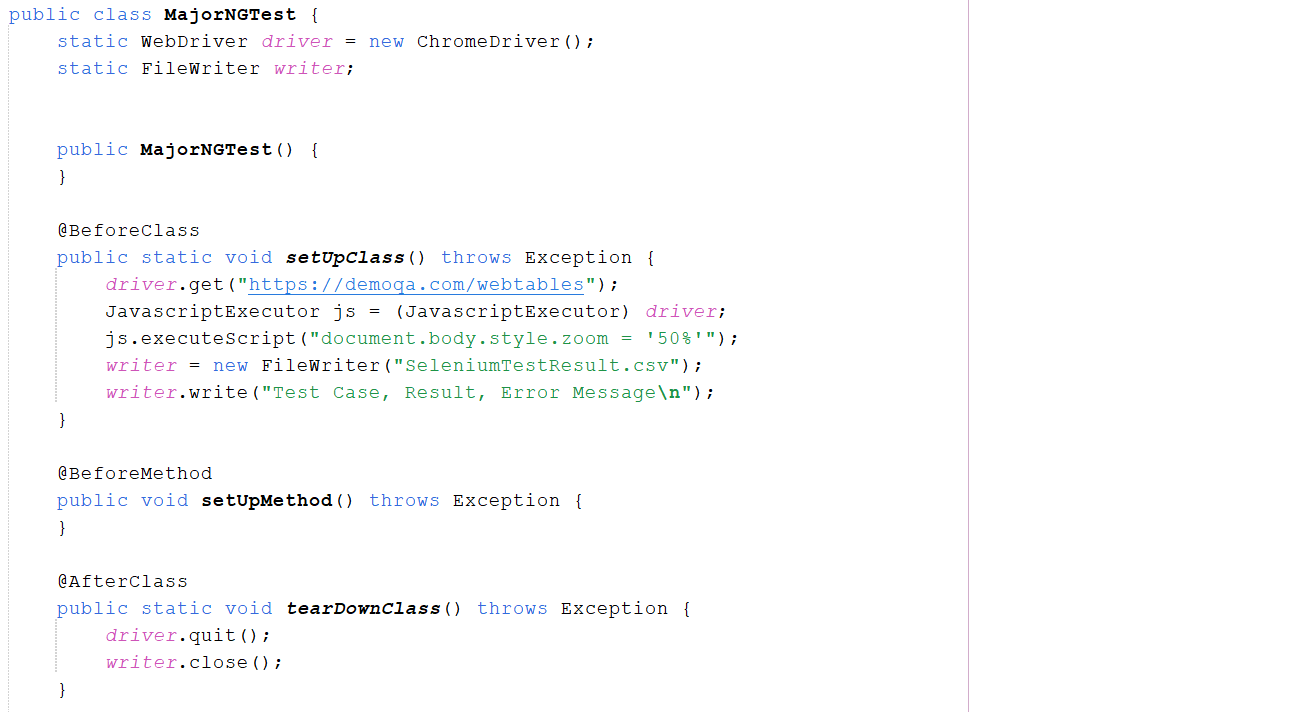 public class MajorNGTest {
    static WebDriver driver = new ChromeDriver();
    static FileWriter writer;
    public MajorNGTest() {
    }
    @BeforeClass
    public static void setUpClass() throws Exception {
        driver.get("https://demoqa.com/webtables");
        JavascriptExecutor js = (JavascriptExecutor) driver;
        js.executeScript("document.body.style.zoom = '50%'");
        writer = new FileWriter("SeleniumTestResult.csv");
        writer.write("Test Case, Result, Error Message\n");
    }
    @BeforeMethod
    public void setUpMethod() throws Exception {
    }
    @AfterClass
    public static void tearDownClass() throws Exception {
        driver.quit();
        writer.close();
    }